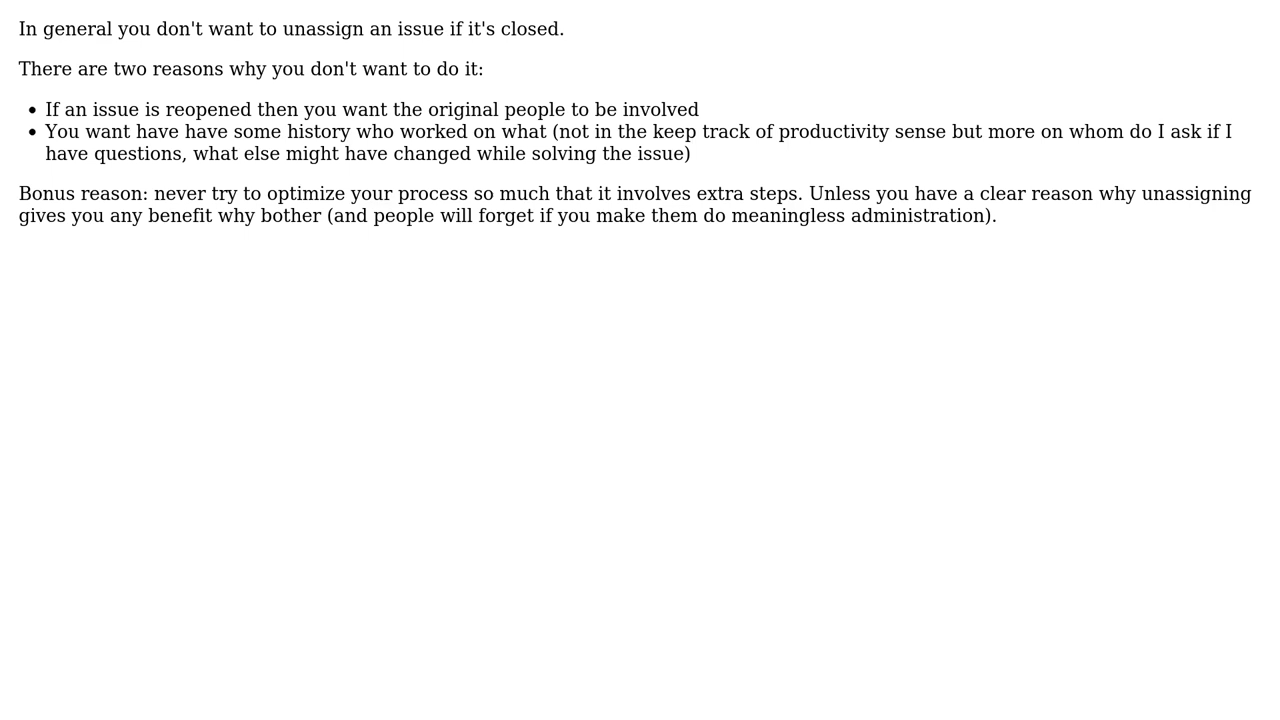 In general you don't want to unassign an issue if it's closed.
There are two reasons why you don't want to do it:
• If an issue is reopened then you want the original people to be involved
• You want have have some history who worked on what (not in the keep track of productivity sense but more on whom do I ask if I
have questions, what else might have changed while solving the issue)
Bonus reason: never try to optimize your process so much that it involves extra steps. Unless you have a clear reason why unassigning
gives you any benefit why bother (and people will forget if you make them do meaningless administration).